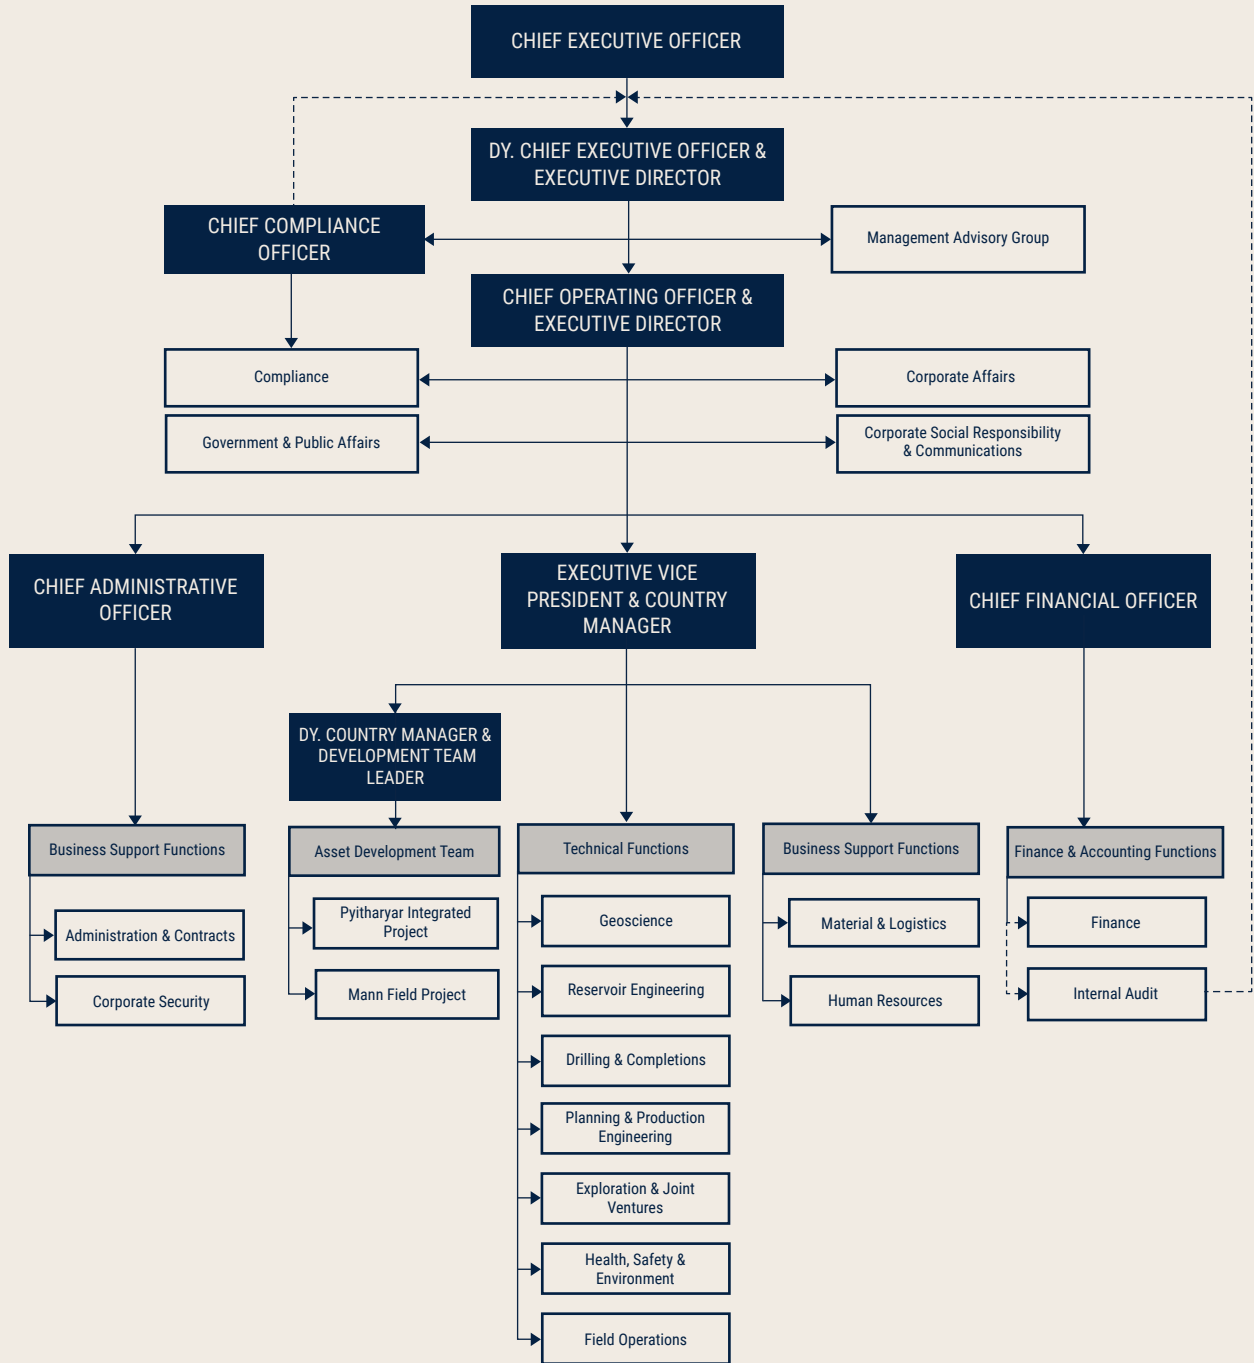 CHIEF EXECUTIVE OFFICER
DY. CHIEF EXECUTIVE OFFICER &
EXECUTIVE DIRECTOR
CHIEF COMPLIANCE
OFFICER
Management Advisory Group
CHIEF OPERATING OFFICER &
EXECUTIVE DIRECTOR
Compliance
Corporate Affairs
Government & Public Affairs
Corporate Social Responsibility
& Communications
CHIEF ADMINISTRATIVE
OFFICER
EXECUTIVE VICE
PRESIDENT & COUNTRY
MANAGER
CHIEF FINANCIAL OFFICER
DY. COUNTRY MANAGER &
DEVELOPMENT TEAM
LEADER
Business Support Functions
Administration & Contracts
Corporate Security
Asset Development Team
Pyitharyar Integrated
Project
Mann Field Project
Technical Functions
Geoscience
Reservoir Engineering
Drilling & Completions
Planning & Production
Engineering
Exploration & Joint
Ventures
Health, Safety &
Environment
Field Operations
Business Support Functions
Material & Logistics
Human Resources
Finance & Accounting Functions
Finance
Internal Audit